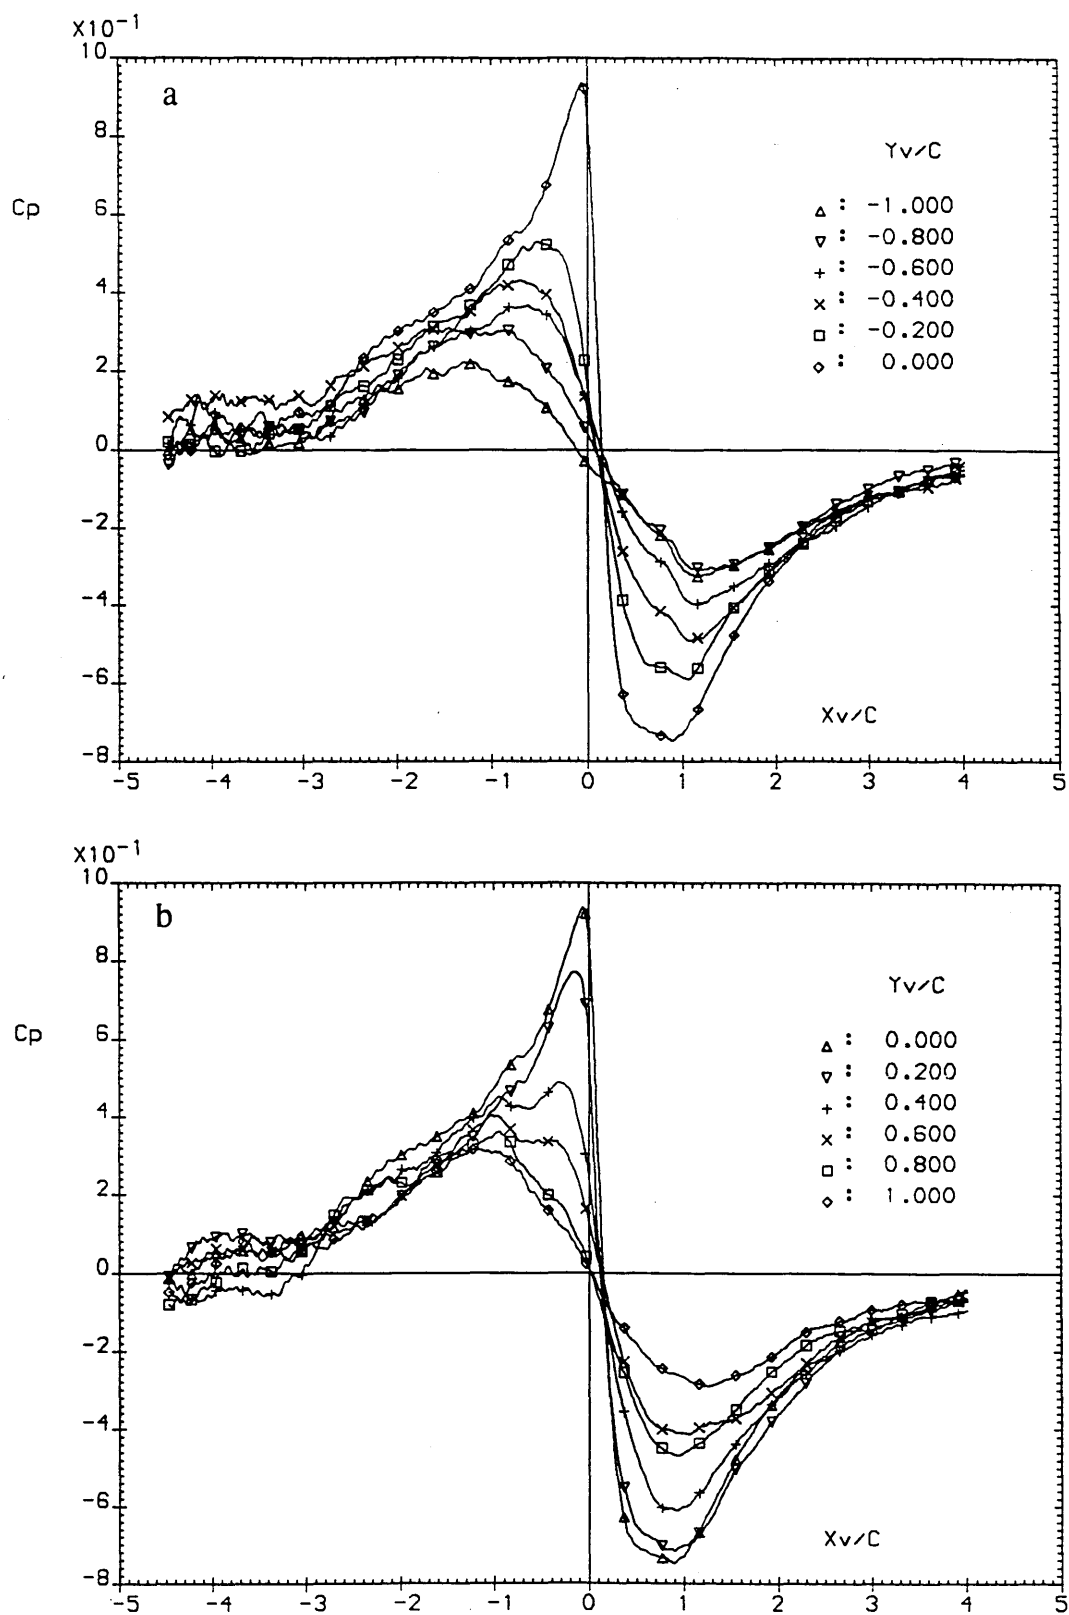 X10⁻¹
10
a
8
Yv/C
Cp
6
△ : -1.000
▽ : -0.800
+ : -0.600
4
× : -0.400
□ : -0.200
◇ : 0.000
2
0
-2
-4
-6
Xv/C
-8
-5 -4 -3 -2 -1 0 1 2 3 4 5
X10⁻¹
10
b
8
Yv/C
Cp
6
△ : 0.000
▽ : 0.200
+ : 0.400
4
× : 0.600
□ : 0.800
◇ : 1.000
2
0
-2
-4
-6
Xv/C
-8
-5 -4 -3 -2 -1 0 1 2 3 4 5